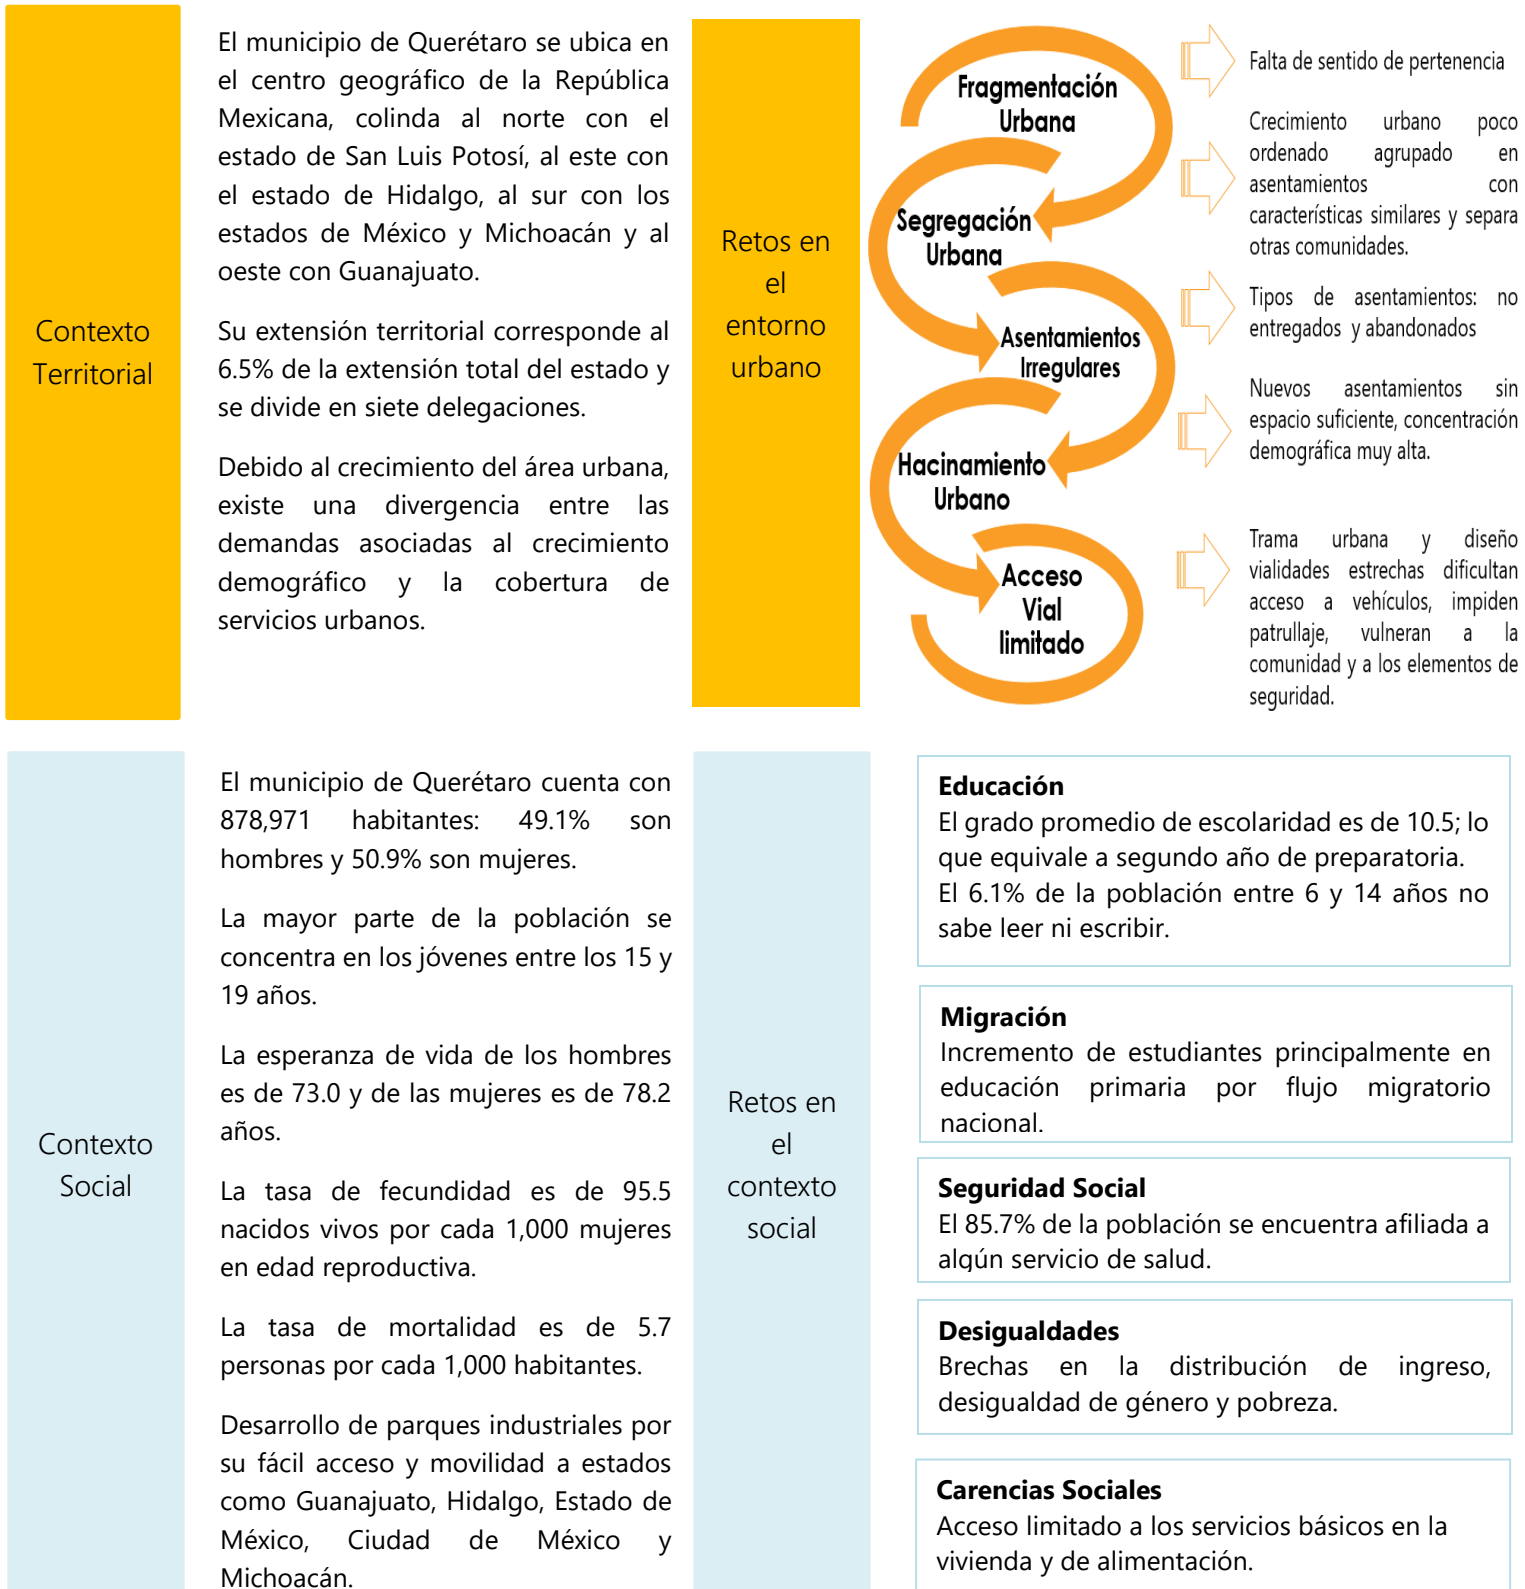 Contexto
Territorial
El municipio de Querétaro se ubica en
el centro geográfico de la República
Mexicana, colinda al norte con el
estado de San Luis Potosí, al este con
el estado de Hidalgo, al sur con los
estados de México y Michoacán y al
oeste con Guanajuato.
Su extensión territorial corresponde al
6.5% de la extensión total del estado y
se divide en siete delegaciones.
Debido al crecimiento del área urbana,
existe una divergencia entre las
demandas asociadas al crecimiento
demográfico y la cobertura de
servicios urbanos.
Retos en
el
entorno
urbano
Fragmentación
Urbana
Segregación
Urbana
Asentamientos
Irregulares
Hacinamiento
Urbano
Acceso
Vial
limitado
Falta de sentido de pertenencia
Crecimiento urbano poco
ordenado agrupado en
asentamientos con
características similares y separa
otras comunidades.
Tipos de asentamientos: no
entregados y abandonados
Nuevos asentamientos sin
espacio suficiente, concentración
demográfica muy alta.
Trama urbana y diseño
vialidades estrechas dificultan
acceso a vehículos, impiden
patrullaje, vulneran a la
comunidad y a los elementos de
seguridad.
Contexto
Social
El municipio de Querétaro cuenta con
878,971 habitantes: 49.1% son
hombres y 50.9% son mujeres.
La mayor parte de la población se
concentra en los jóvenes entre los 15 y
19 años.
La esperanza de vida de los hombres
es de 73.0 y de las mujeres es de 78.2
años.
La tasa de fecundidad es de 95.5
nacidos vivos por cada 1,000 mujeres
en edad reproductiva.
La tasa de mortalidad es de 5.7
personas por cada 1,000 habitantes.
Desarrollo de parques industriales por
su fácil acceso y movilidad a estados
como Guanajuato, Hidalgo, Estado de
México, Ciudad de México y
Michoacán.
Retos en
el
contexto
social
Educación
El grado promedio de escolaridad es de 10.5; lo
que equivale a segundo año de preparatoria.
El 6.1% de la población entre 6 y 14 años no
sabe leer ni escribir.
Migración
Incremento de estudiantes principalmente en
educación primaria por flujo migratorio
nacional.
Seguridad Social
El 85.7% de la población se encuentra afiliada a
algún servicio de salud.
Desigualdades
Brechas en la distribución de ingreso,
desigualdad de género y pobreza.
Carencias Sociales
Acceso limitado a los servicios básicos en la
vivienda y de alimentación.